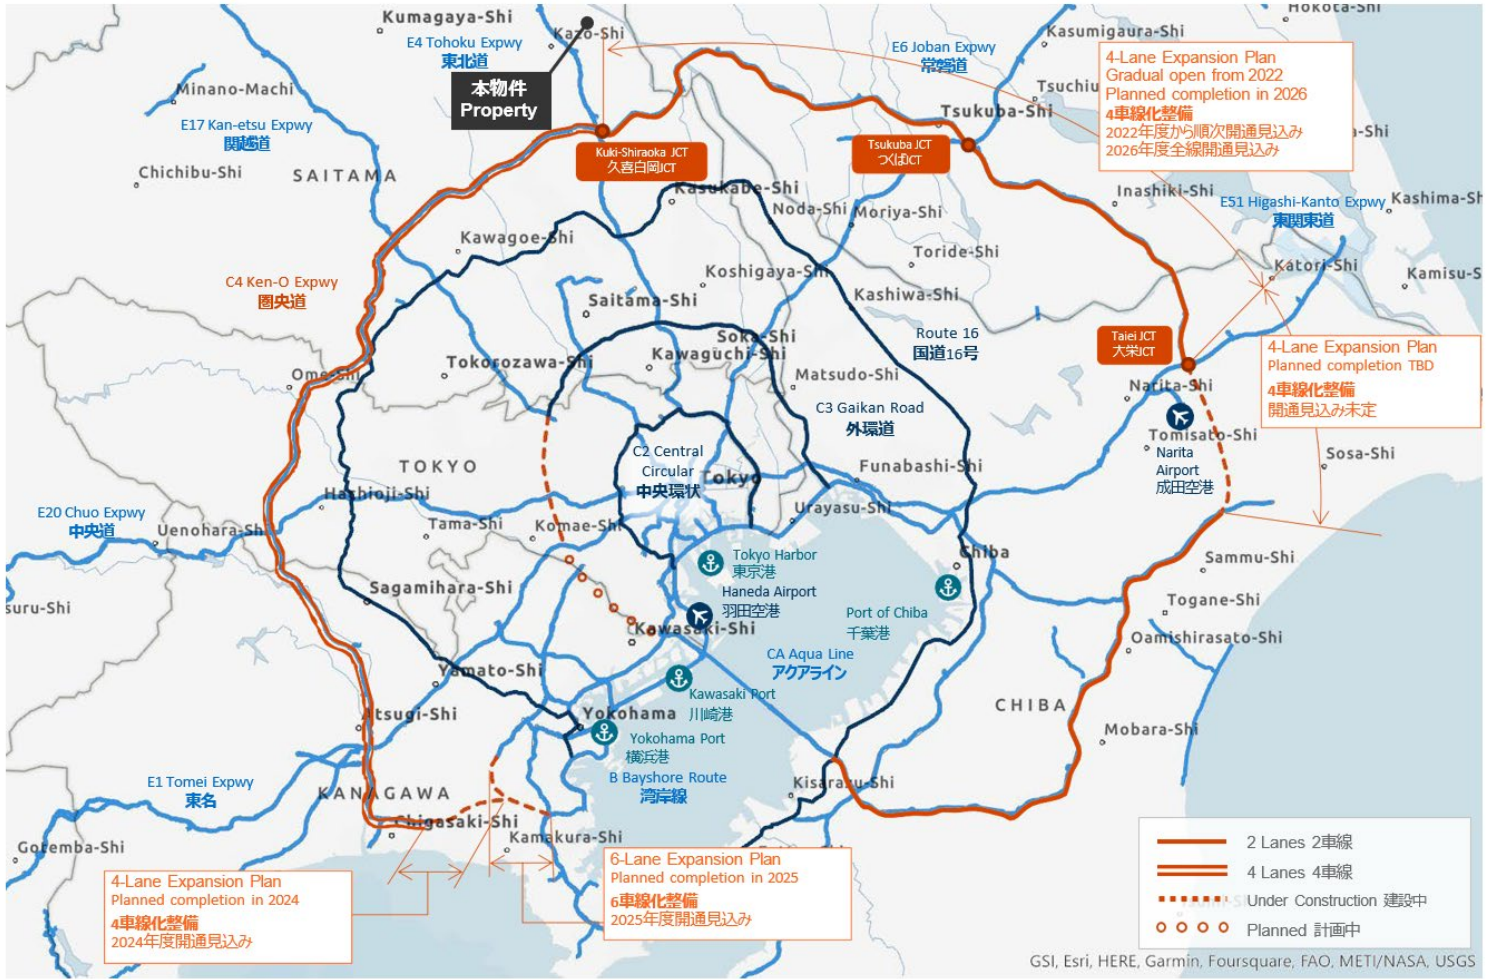 Kumagaya-Shi
E4 Tohoku Expwy
東北道
Kazo-Shi
本物件
Property
E6 Joban Expwy
常磐道
Kasumigaura-Shi
Hokota-Shi
4-Lane Expansion Plan
Gradual open from 2022
Planned completion in 2026
4車線化整備
2022年度から順次開通見込み
2026年度全線開通見込み
Minano-Machi
E17 Kan-etsu Expwy
関越道
Chichibu-Shi
SAITAMA
Kuki-Shiraoka JCT
久喜白岡JCT
Tsukuba JCT
つくばJCT
Tsukuba-Shi
Tsuchiu
a-Shi
Inashiki-Shi
Kashima-Sh
E51 Higashi-Kanto Expwy
東関東道
Katori-Shi
Kamisu-S
Kasukabe-Shi
Noda-Shi
Moriya-Shi
Toride-Shi
Kawagoe-Shi
Koshigaya-Shi
Kashiwa-Shi
C4 Ken-O Expwy
圏央道
Saitama-Shi
Soka-Shi
Kawaguchi-Shi
Route 16
国道16号
Taiei JCT
大栄JCT
4-Lane Expansion Plan
Planned completion TBD
4車線化整備
開通見込み未定
Ome-Shi
Tokorozawa-Shi
Matsudo-Shi
Narita-Shi
C3 Gaikan Road
外環道
Tomisato-Shi
Narita
Airport
成田空港
Sosa-Shi
TOKYO
C2 Central
Circular
中央環状
Tokyo
Funabashi-Shi
Hachioji-Shi
Urayasu-Shi
E20 Chuo Expwy
中央道
Uenohara-Shi
Tama-Shi
Komae-Shi
Chiba
Sammu-Shi
Tokyo Harbor
東京港
Haneda Airport
羽田空港
Port of Chiba
千葉港
Sagamihara-Shi
suru-Shi
Togane-Shi
Kawasaki-Shi
Oamishirasato-Shi
CA Aqua Line
アクアライン
Yamato-Shi
Kawasaki Port
川崎港
CHIBA
Atsugi-Shi
Yokohama
Yokohama Port
横浜港
Mobara-Shi
B Bayshore Route
湾岸線
Kisarazu-Shi
E1 Tomei Expwy
東名
KANAGAWA
Chigasaki-Shi
Kamakura-Shi
Gotemba-Shi
4-Lane Expansion Plan
Planned completion in 2024
4車線化整備
2024年度開通見込み
6-Lane Expansion Plan
Planned completion in 2025
6車線化整備
2025年度開通見込み
2 Lanes 2車線
4 Lanes 4車線
Under Construction 建設中
Planned 計画中
GSI, Esri, HERE, Garmin, Foursquare, FAO, METI/NASA, USGS